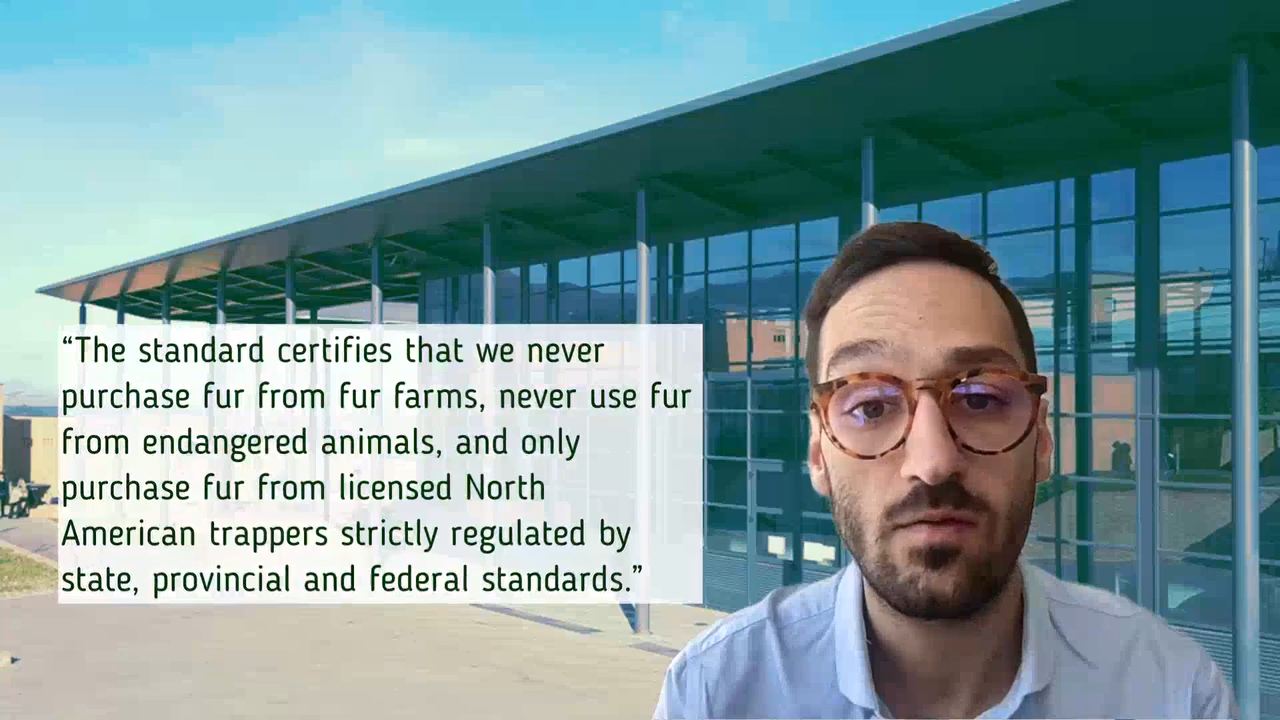 “The standard certifies that we never
purchase fur from fur farms, never use fur
from endangered animals, and only
purchase fur from licensed North
American trappers strictly regulated by
state, provincial and federal standards.”